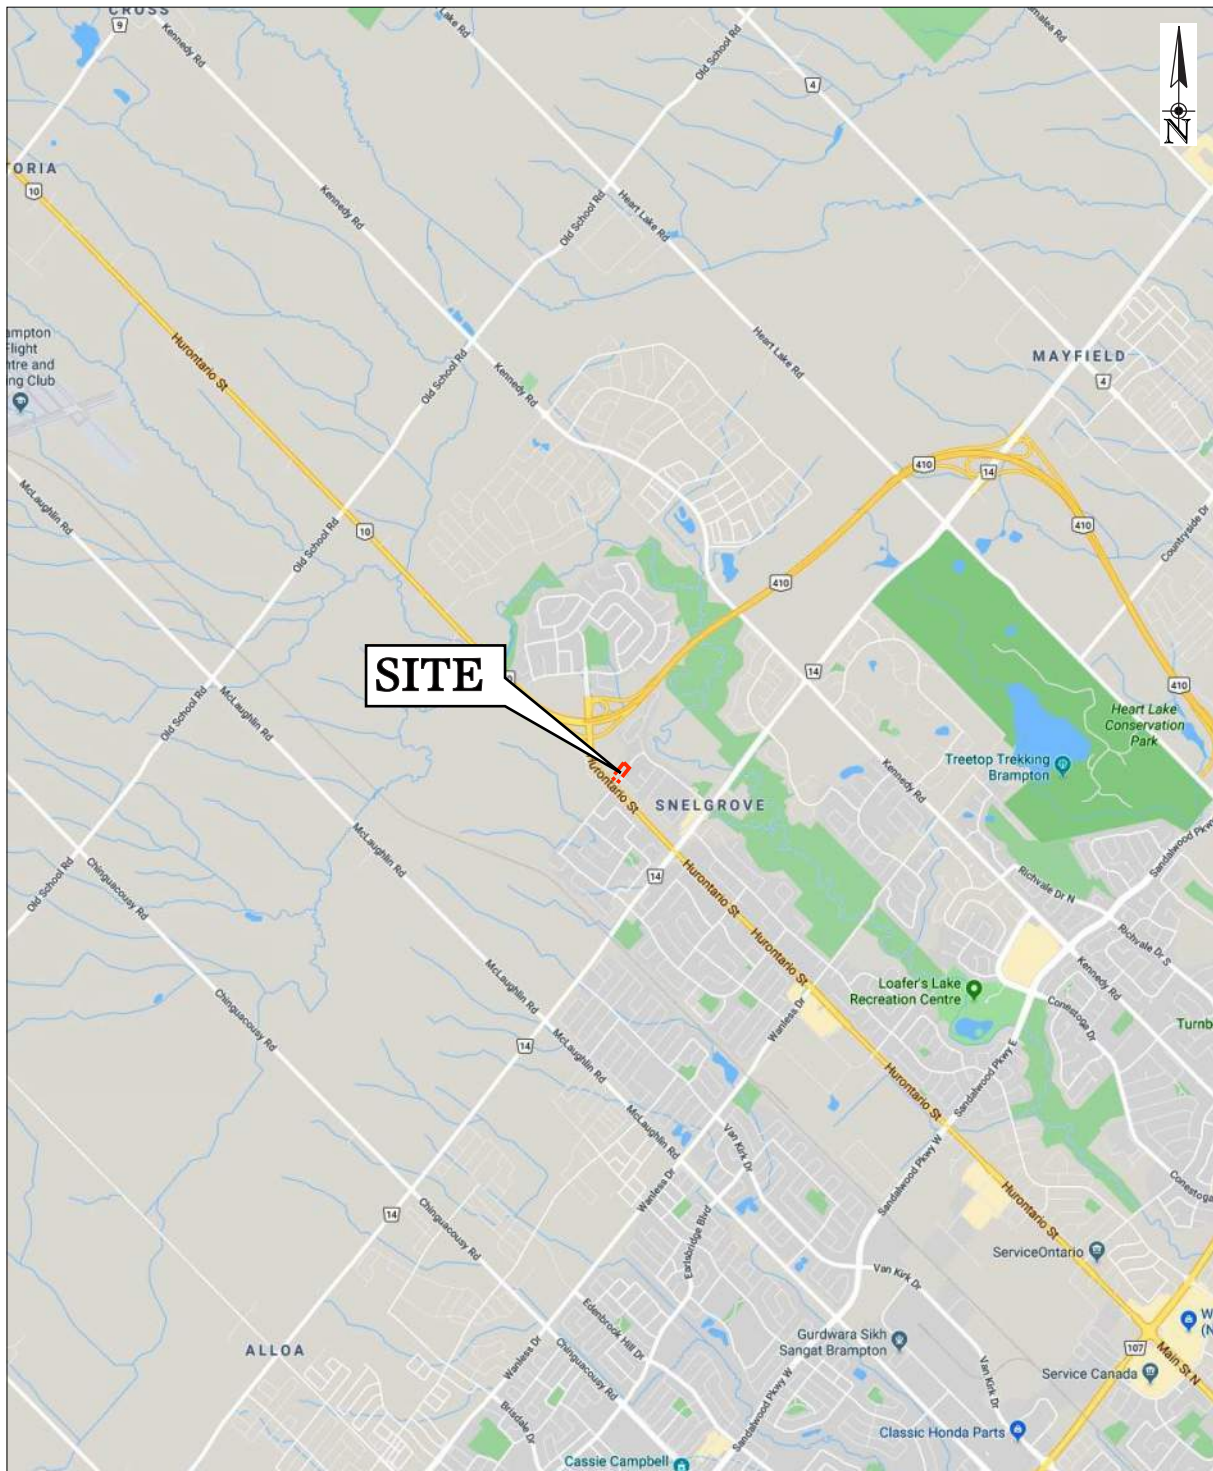 CROSS
9
Kennedy Rd
Lake Rd
Old School Rd
4
N
TORIA
10
Kennedy Rd
Old School Rd
Heart Lake Rd
ampton
Flight
ntre and
ing Club
Hurontario St
Old School Rd
Kennedy Rd
Heart Lake Rd
MAYFIELD
4
410
14
410
Countryside Dr
McLaughlin Rd
Old School Rd
10
410
SITE
14
410
Old School Rd
McLaughlin Rd
Heart Lake
Conservation
Park
Treetop Trekking
Brampton
Hurontario St
SNELGROVE
Kennedy Rd
Sandalwood Pkwy
McLaughlin Rd
Old School Rd
Chinguacousy Rd
14
Hurontario St
Richvale Dr N
Richvale Dr S
Hurontario St
McLaughlin Rd
Wanless Dr
Loafer's Lake
Recreation Centre
Kennedy Rd
Conestoga Dr
Turnb
Chinguacousy Rd
14
McLaughlin Rd
Sandalwood Pkwy E
Hurontario St
McLaughlin Rd
Van Kirk Dr
Wanless Dr
Sandalwood Pkwy W
Conestoga
14
Chinguacousy Rd
Earlsbridge Blvd
Hurontario St
ServiceOntario
Van Kirk Dr
Edenbrook Hill Dr
Gurdwara Sikh
Sangat Brampton
W
(N
107
Main St N
ALLOA
Wanless Dr
Chinguacousy Rd
Sandalwood Pkwy W
Van Kirk Dr
Service Canada
Brisdale Dr
Classic Honda Parts
Cassie Campbell